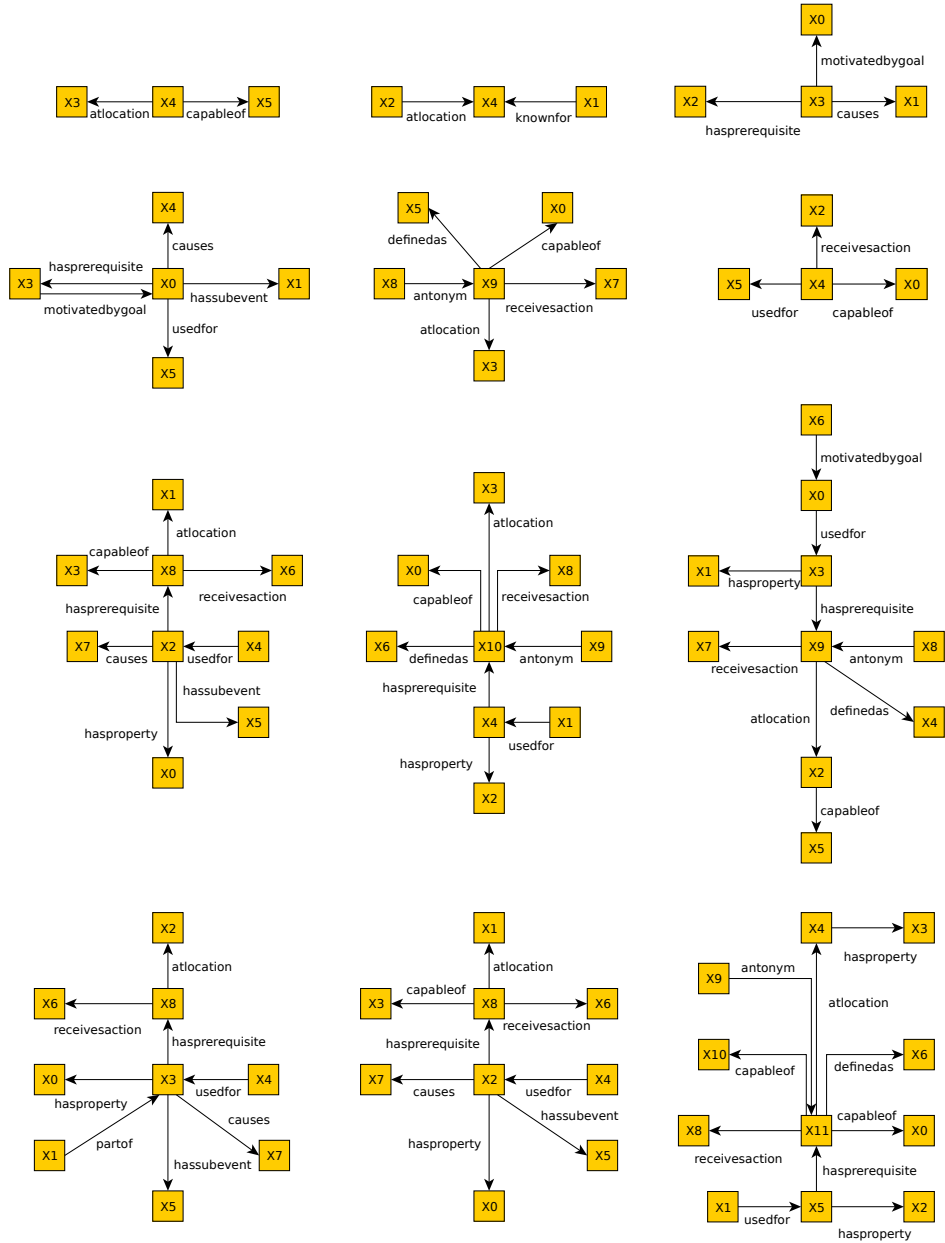 X0
motivatedbygoal
X3 X4 X5
atlocation capableof
X2 X4 X1
atlocation knownfor
X2 X3 X1
hasprerequisite causes
X4
causes
hasprerequisite
X3 X0 X1
motivatedbygoal hassubevent
usedfor
X5
X5 X0
definedas capableof
X8 X9 X7
antonym receivesaction
atlocation
X3
X2
receivesaction
X5 X4 X0
usedfor capableof
X1
atlocation
capableof
X3 X8 X6
receivesaction
hasprerequisite
X7 X2 X4
causes usedfor
hassubevent
X5
hasproperty
X0
X3
atlocation
X0 X8
capableof receivesaction
X6 X10 X9
definedas antonym
hasprerequisite
X4 X1
usedfor
hasproperty
X2
X6
motivatedbygoal
X0
usedfor
X1 X3
hasproperty
hasprerequisite
X7 X9 X8
receivesaction antonym
definedas
atlocation X4
X2
capableof
X5
X2
atlocation
X6 X8
receivesaction
hasprerequisite
X0 X3 X4
hasproperty usedfor
causes
X1 partof X7
hassubevent
X5
X1
atlocation
capableof
X3 X8 X6
receivesaction
hasprerequisite
X7 X2 X4
causes usedfor
hassubevent
hasproperty X5
X0
X4 X3
hasproperty
antonym
X9
atlocation
X10 X6
capableof definedas
capableof
X8 X11 X0
receivesaction
hasprerequisite
X1 X5 X2
usedfor hasproperty